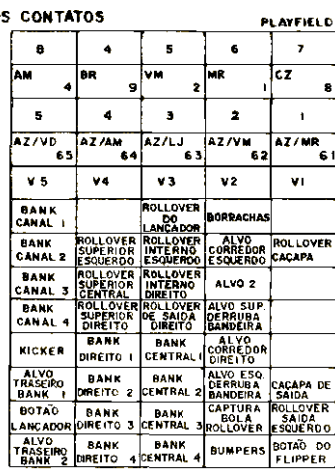 S CONTATOS PLAYFIELD
8 4 5 6 7
AM 4 BR 9 VM 2 MR 1 CZ 8
5 4 3 2 1
AZ/VD 65 AZ/AM 64 AZ/LJ 63 AZ/VM 62 AZ/MR 61
V5 V4 V3 V2 V1
BANK CANAL 1 ROLLOVER DO LANCADOR BORRACHAS
BANK CANAL 2 ROLLOVER SUPERIOR ESQUERDO ROLLOVER INTERNO ESQUERDO ALVO CORREDOR ESQUERDO ROLLOVER CAÇAPA
BANK CANAL 3 ROLLOVER SUPERIOR CENTRAL ROLLOVER INTERNO DIREITO ALVO 2
BANK CANAL 4 ROLLOVER SUPERIOR DIREITO ROLLOVER DE SAIDA DIREITO ALVO SUP. DERRUBA BANDEIRA
KICKER BANK DIREITO 1 BANK CENTRAL 1 ALVO CORREDOR DIREITO
ALVO TRASEIRO BANK 1 BANK DIREITO 2 BANK CENTRAL 2 ALVO ESQ. DERRUBA BANDEIRA CAÇAPA DE SAIDA
BOTAO LANCADOR BANK DIREITO 3 BANK CENTRAL 3 CAPTURA BOLA ROLLOVER ROLLOVER SAIDA ESQUERDO
ALVO TRASEIRO BANK 2 BANK DIREITO 4 BANK CENTRAL 4 BUMPERS BOTAO DO FLIPPER